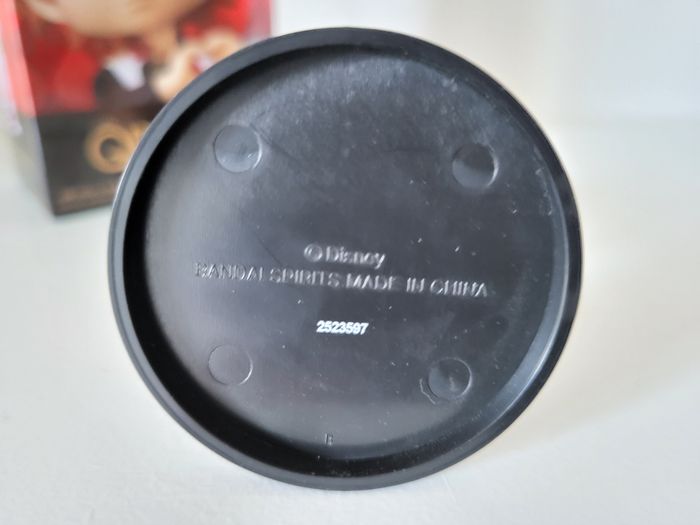 © Disney
BANDAI SPIRITS MADE IN CHINA
2523597
B